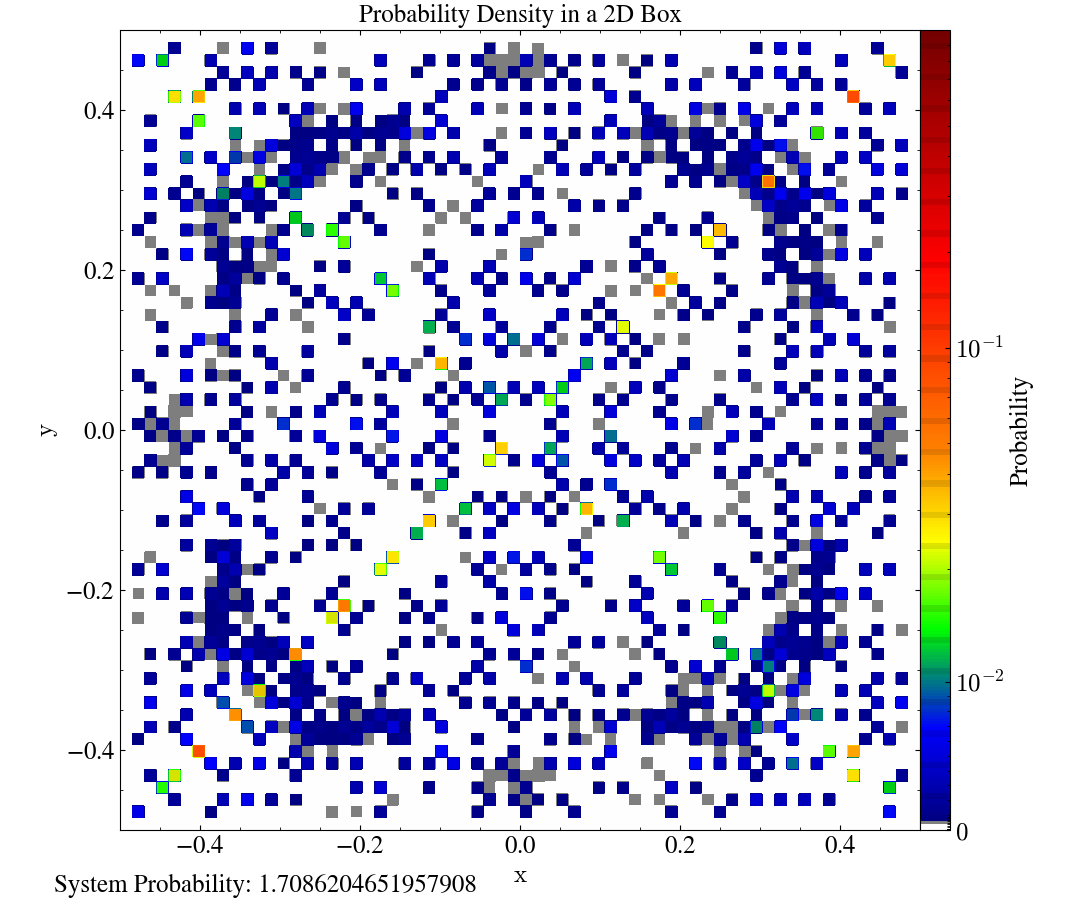 Probability Density in a 2D Box
0.4
0.2
0.0
−0.2
−0.4
y
−0.4 −0.2 0.0 0.2 0.4
x
10⁻¹
10⁻²
0
Probability
System Probability: 1.7086204651957908